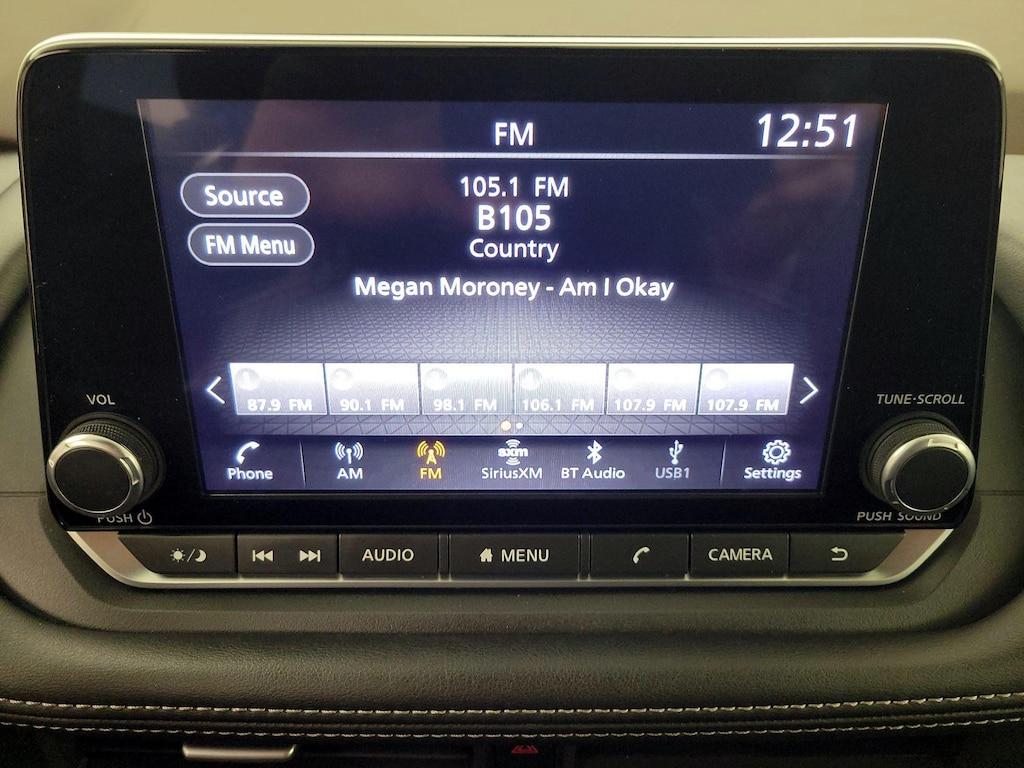 FM
12:51
Source
105.1 FM
B105
FM Menu
Country
Megan Moroney - Am I Okay
87.9 FM
90.1 FM
98.1 FM
106.1 FM
107.9 FM
107.9 FM
VOL
TUNE·SCROLL
Phone
AM
FM
sxm
SiriusXM
BT Audio
USB1
Settings
PUSH
PUSH SOUND
AUDIO
MENU
CAMERA